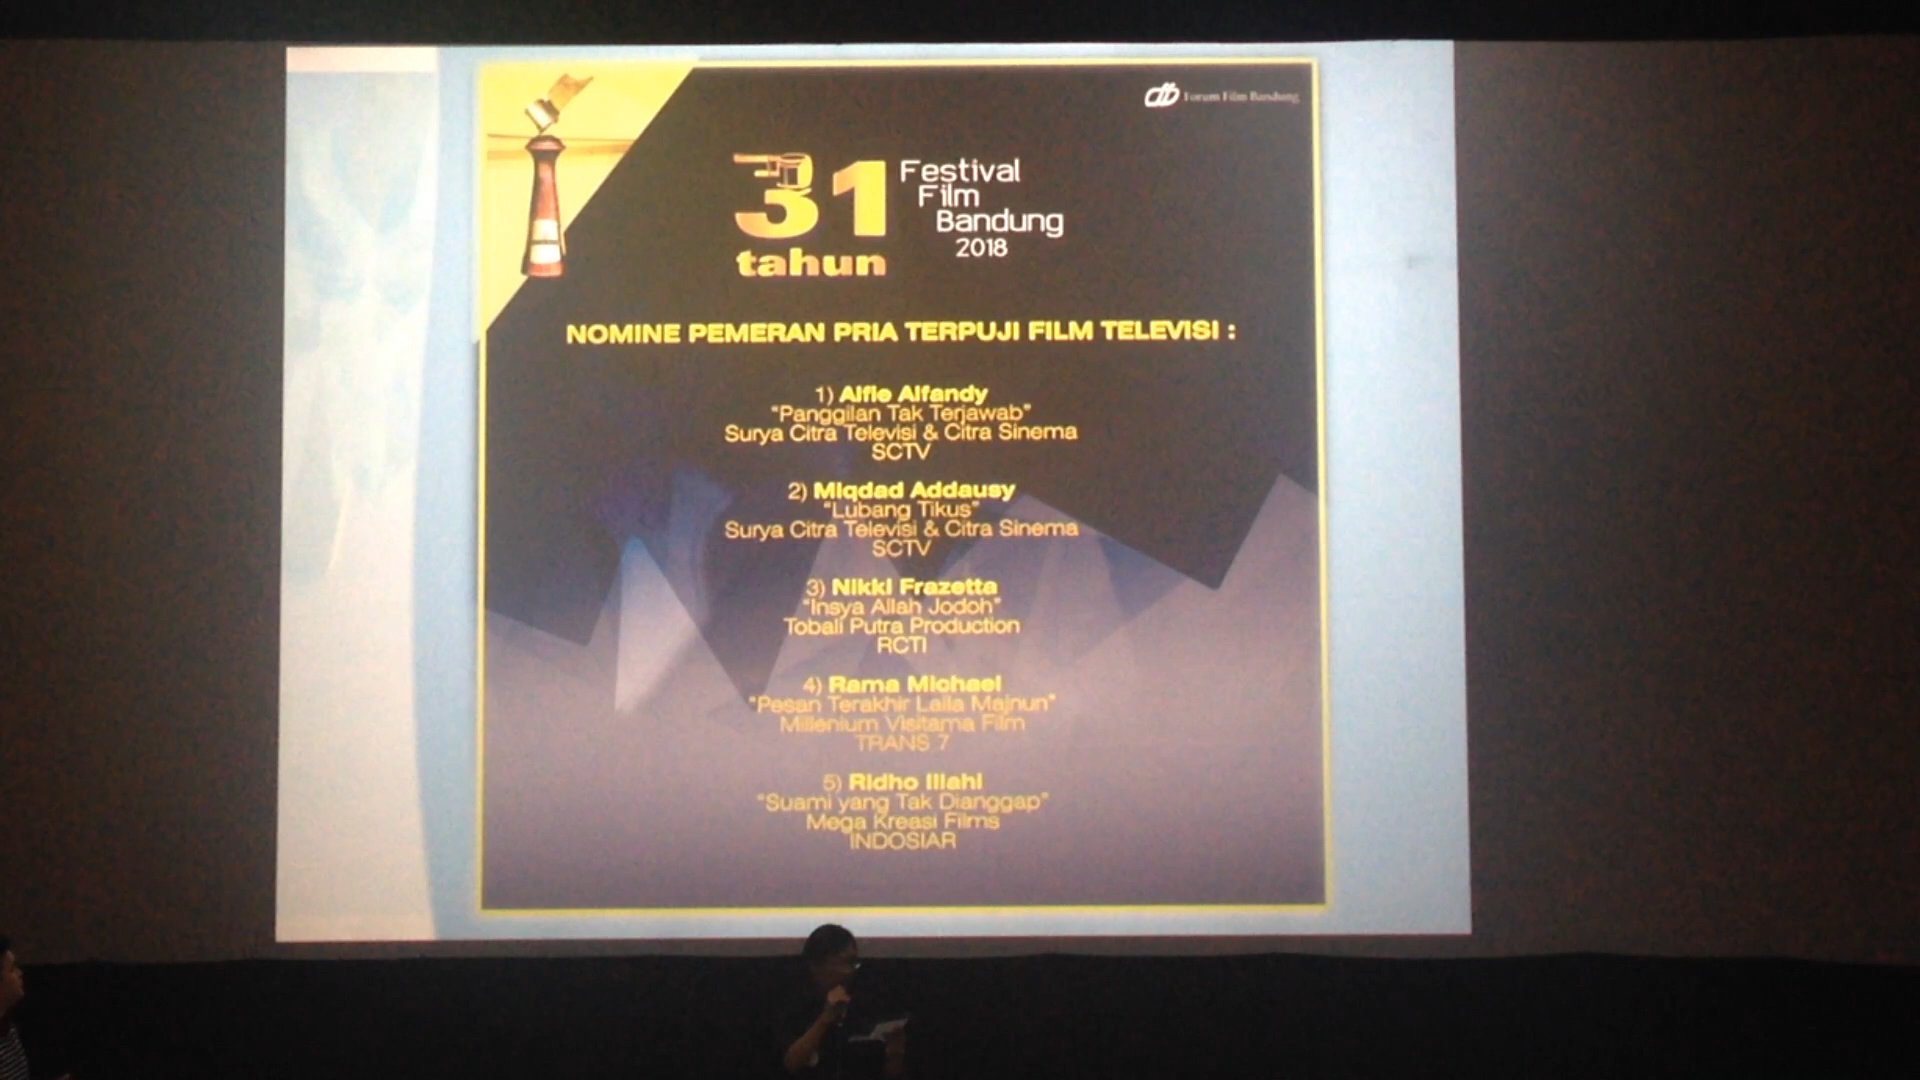 Forum Film Bandung
31 tahun
Festival
Film
Bandung
2018
NOMINE PEMERAN PRIA TERPUJI FILM TELEVISI :
1) Alfie Alfandy
"Panggilan Tak Terjawab"
Surya Citra Televisi & Citra Sinema
SCTV
2) Miqdad Addausy
"Lubang Tikus"
Surya Citra Televisi & Citra Sinema
SCTV
3) Nikki Frazetta
"Insya Allah Jodoh"
Tobali Putra Production
RCTI
4) Rama Michael
"Pesan Terakhir Laila Majnun"
Millenium Visitama Film
TRANS 7
5) Ridho Illahi
"Suami yang Tak Dianggap"
Mega Kreasi Films
INDOSIAR